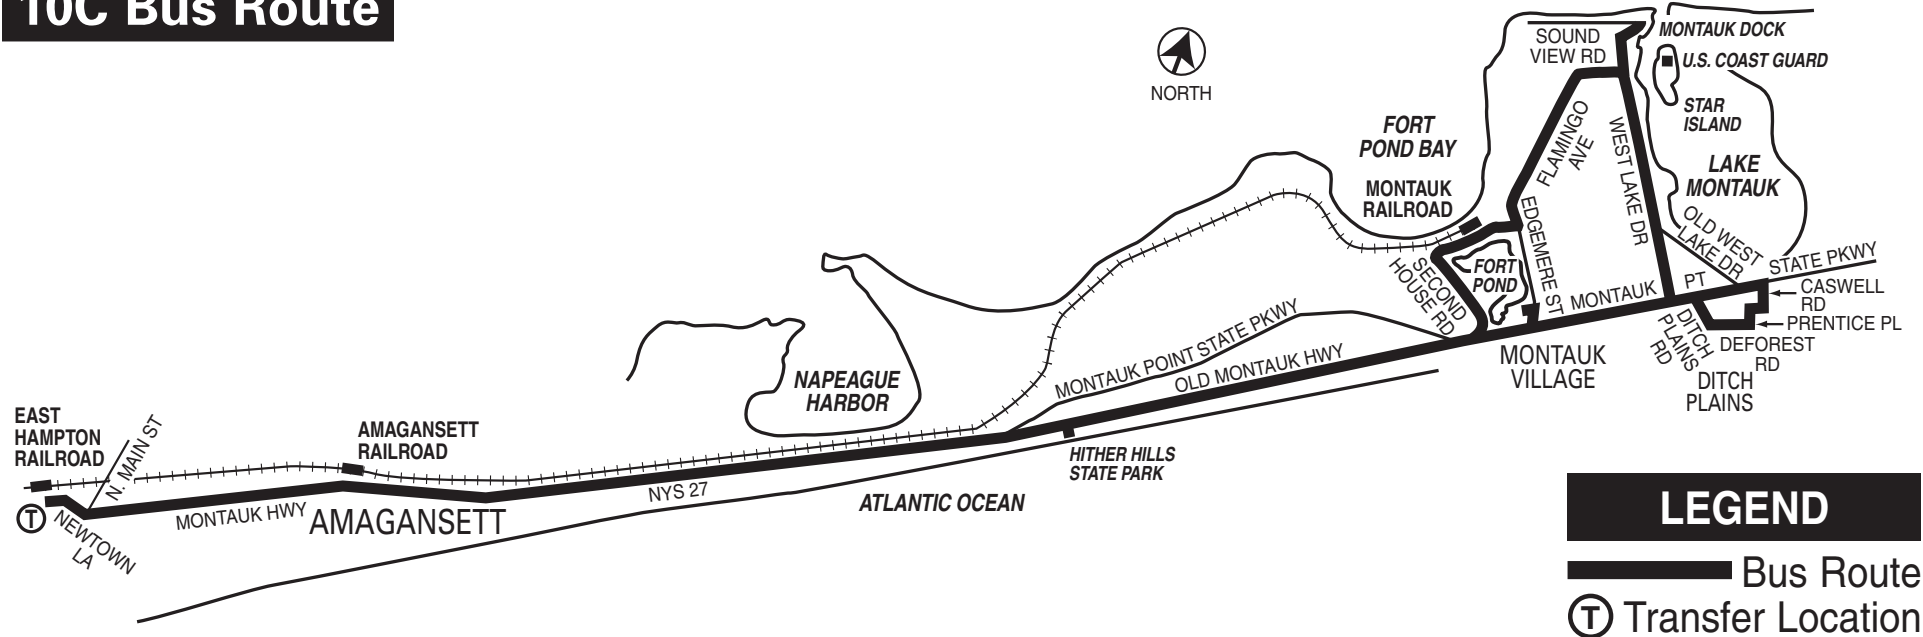 10C Bus Route
SOUND
VIEW RD
MONTAUK DOCK
U.S. COAST GUARD
STAR
ISLAND
NORTH
FORT
POND BAY
FLAMINGO
AVE
WEST LAKE DR
LAKE
MONTAUK
MONTAUK
RAILROAD
EDGEMERE ST
OLD WEST
LAKE DR
SECOND
HOUSE RD
FORT
POND
MONTAUK PT STATE PKWY
CASWELL
RD
PRENTICE PL
DEFOREST
RD
DITCH
PLAINS
RD
DITCH
PLAINS
MONTAUK
VILLAGE
MONTAUK POINT STATE PKWY
OLD MONTAUK HWY
NAPEAGUE
HARBOR
EAST
HAMPTON
RAILROAD
N. MAIN ST
AMAGANSETT
RAILROAD
HITHER HILLS
STATE PARK
NYS 27
ATLANTIC OCEAN
T
NEWTOWN
LA
MONTAUK HWY
AMAGANSETT
LEGEND
Bus Route
T Transfer Location